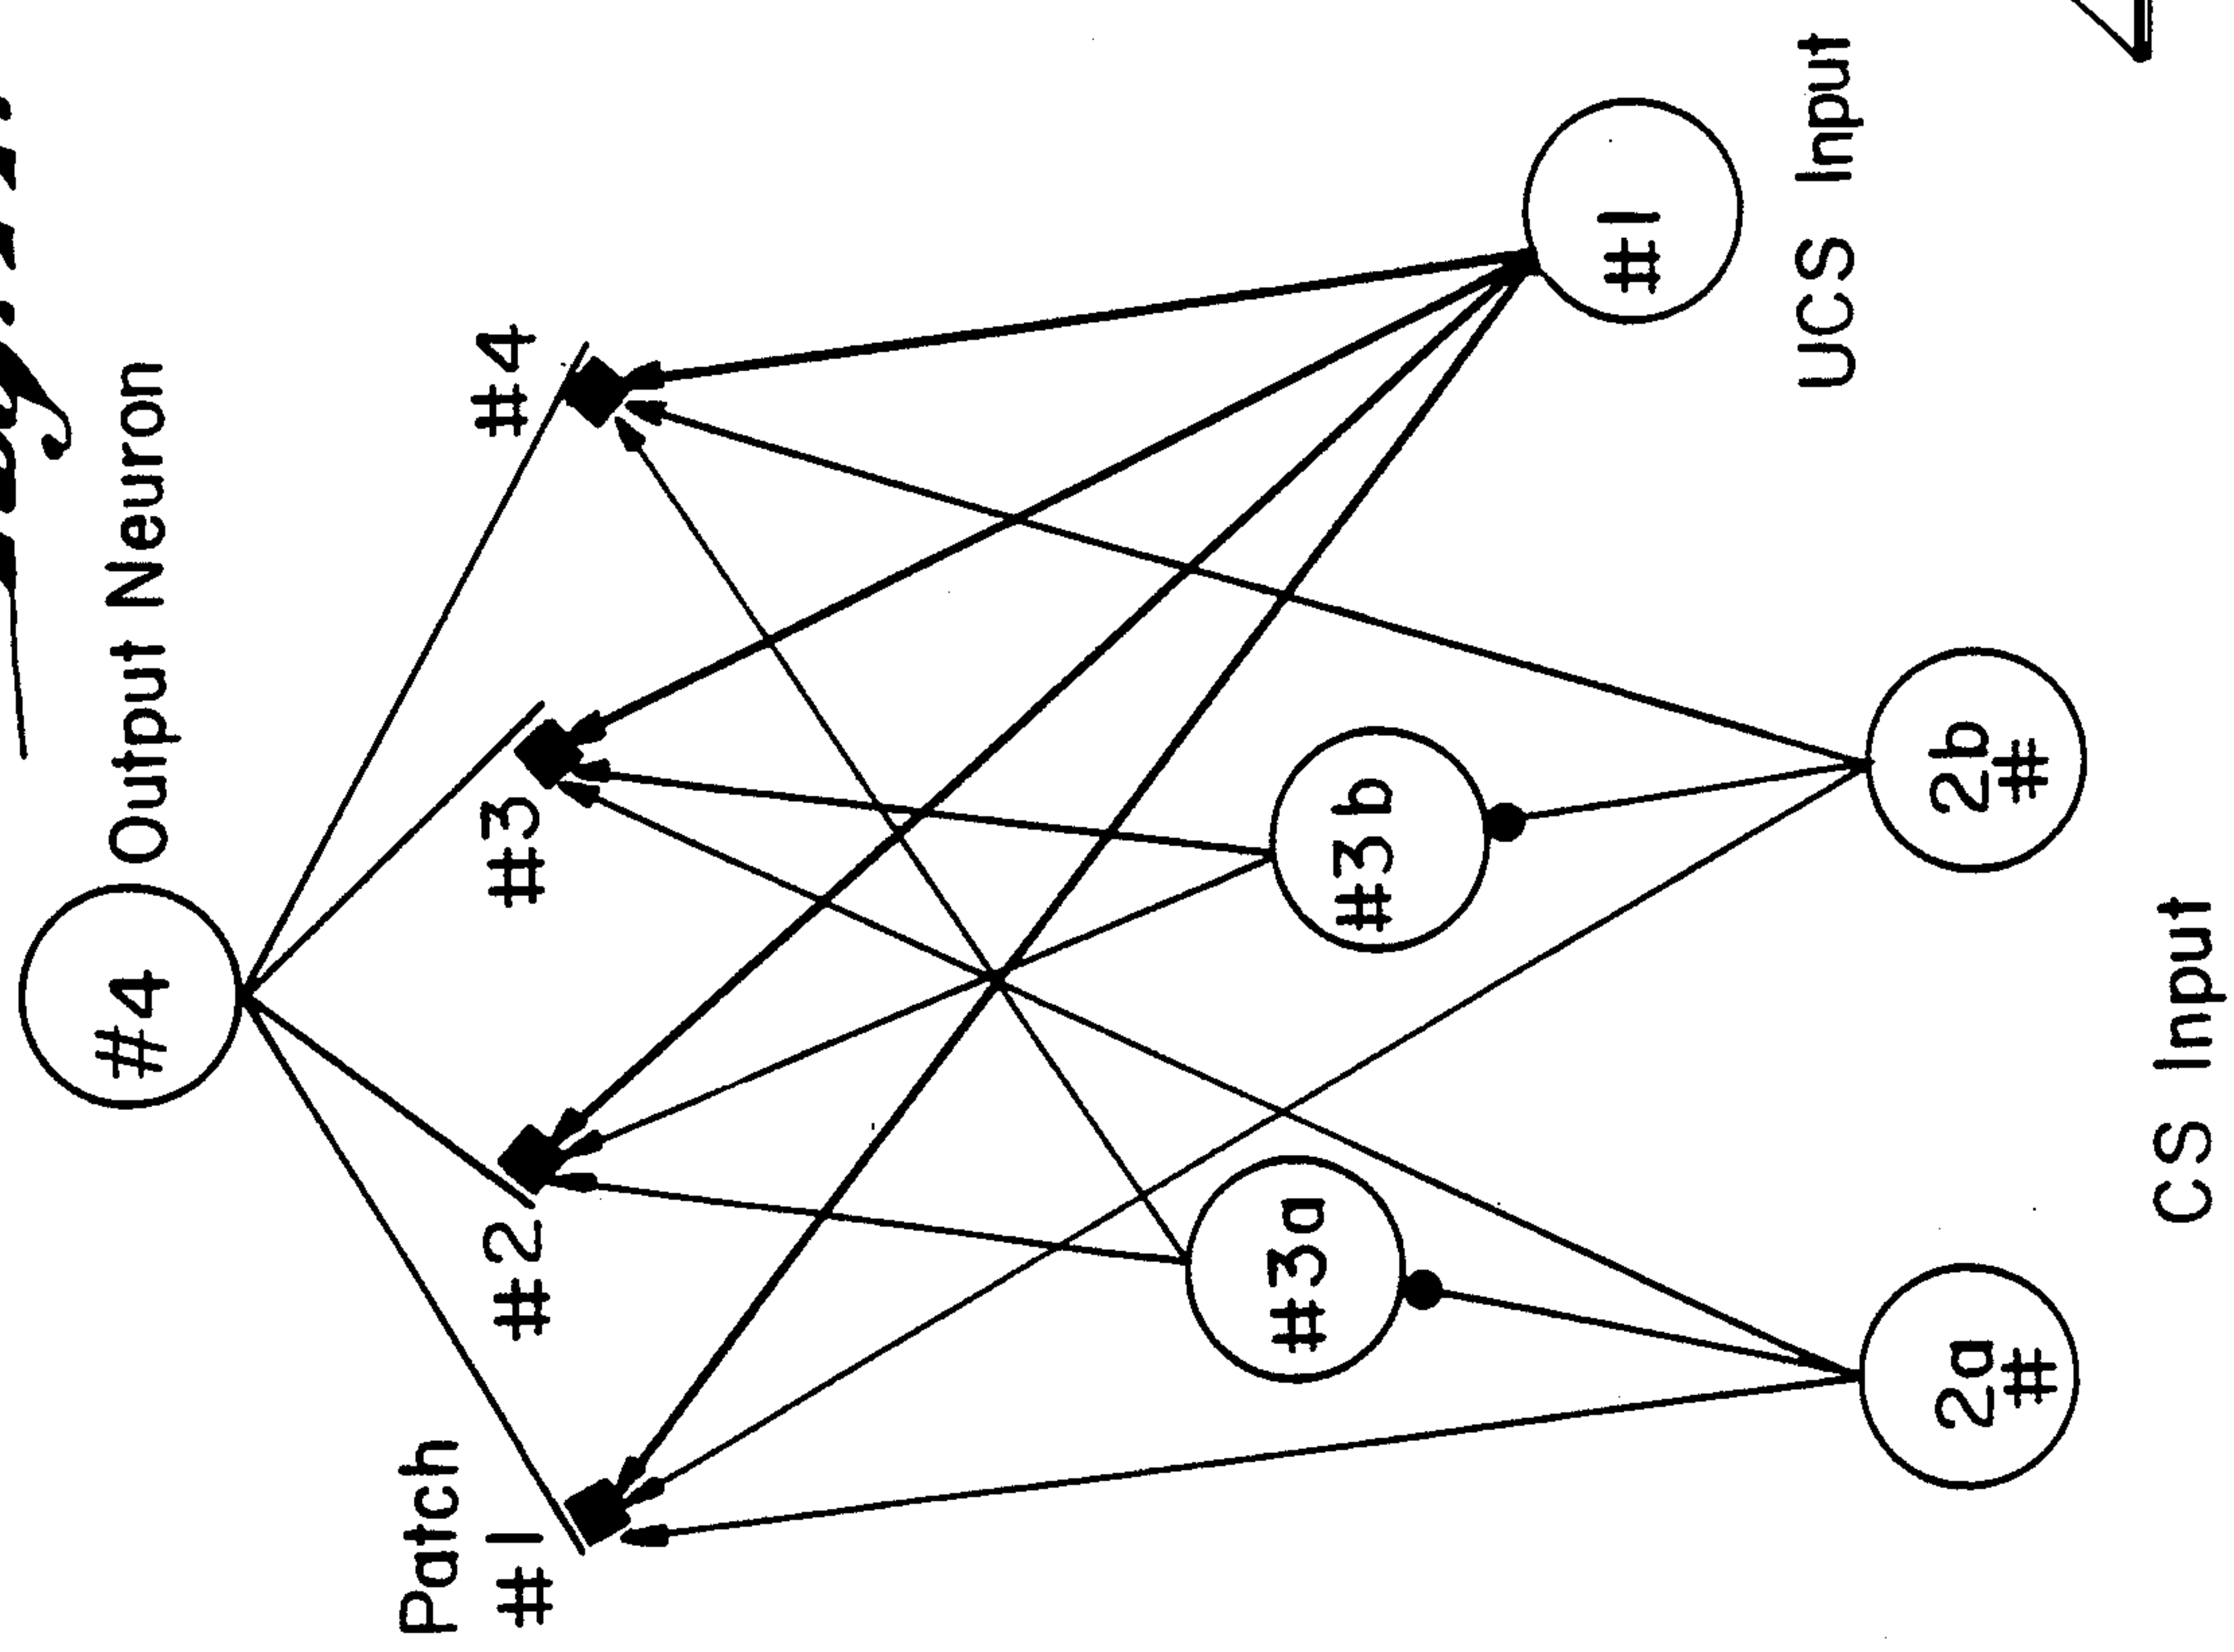 #4 Output Neuron
Patch
#1
#2
#3
#4
#3a
#3b
#1
UCS Input
2a
#
2b
#
CS Input